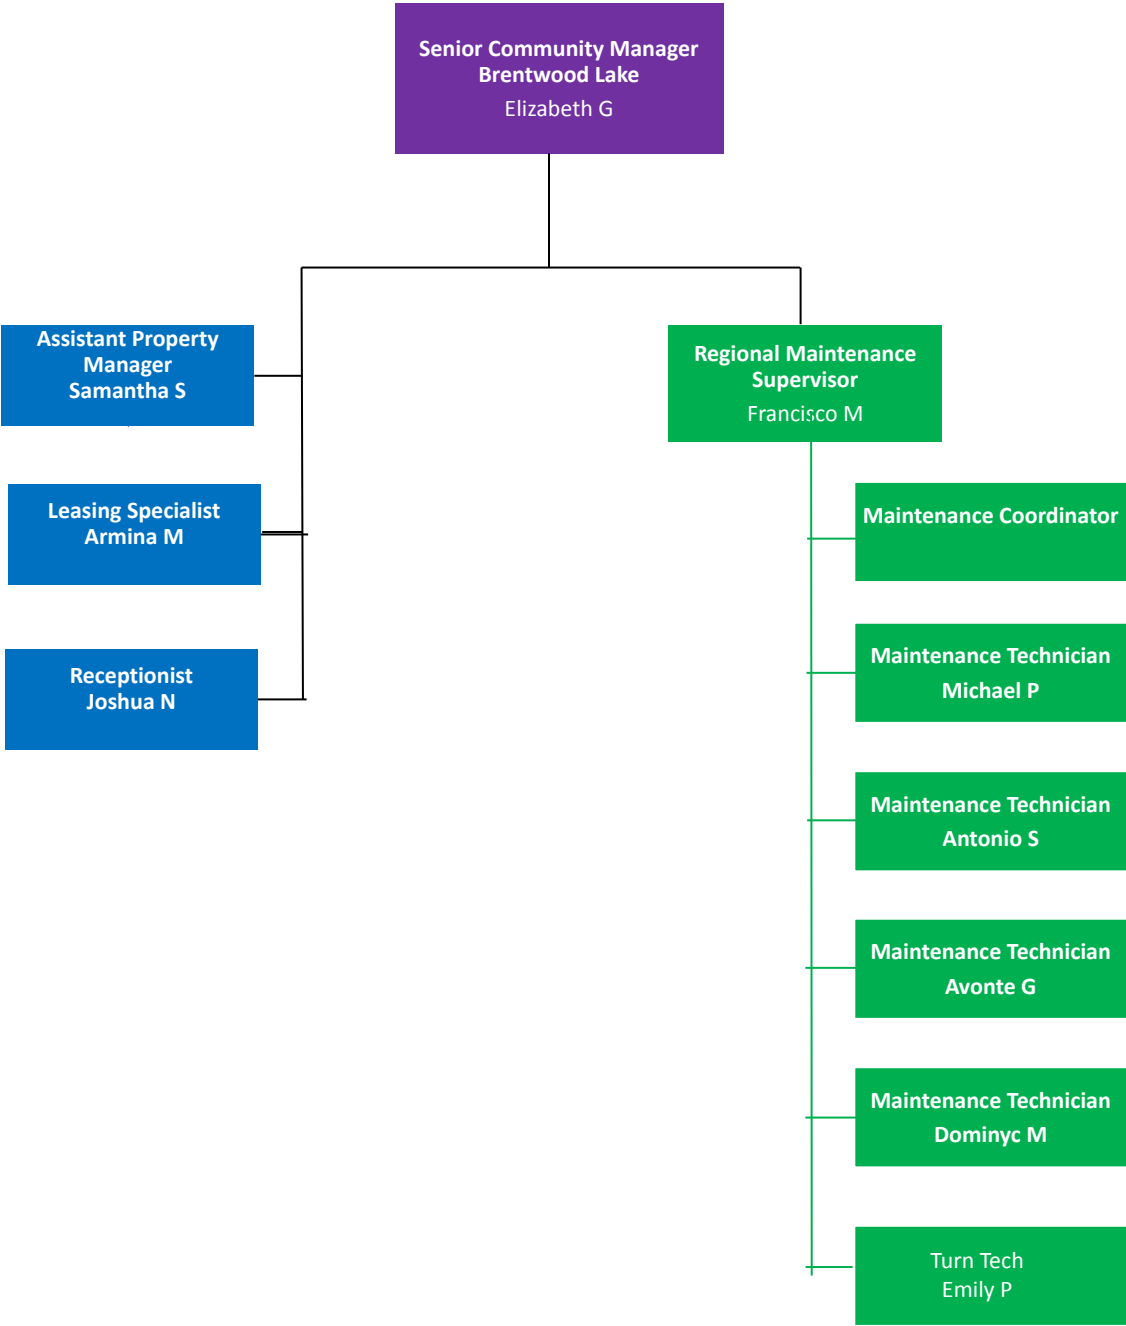 Senior Community Manager
Brentwood Lake
Elizabeth G
Assistant Property
Manager
Samantha S
Leasing Specialist
Armina M
Receptionist
Joshua N
Regional Maintenance
Supervisor
Francisco M
Maintenance Coordinator
Maintenance Technician
Michael P
Maintenance Technician
Antonio S
Maintenance Technician
Avonte G
Maintenance Technician
Dominyc M
Turn Tech
Emily P